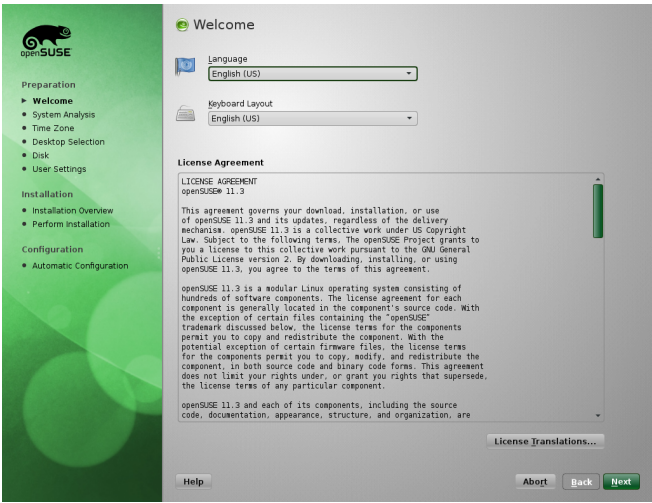 openSUSE
Preparation
Welcome
System Analysis
Time Zone
Desktop Selection
Disk
User Settings
Installation
Installation Overview
Perform Installation
Configuration
Automatic Configuration
Welcome
Language
English (US)
Keyboard Layout
English (US)
License Agreement
LICENSE AGREEMENT
openSUSE® 11.3
This agreement governs your download, installation, or use
of openSUSE 11.3 and its updates, regardless of the delivery
mechanism. openSUSE 11.3 is a collective work under US Copyright
Law. Subject to the following terms, The openSUSE Project grants to
you a license to this collective work pursuant to the GNU General
Public License version 2. By downloading, installing, or using
openSUSE 11.3, you agree to the terms of this agreement.
openSUSE 11.3 is a modular Linux operating system consisting of
hundreds of software components. The license agreement for each
component is generally located in the component's source code. With
the exception of certain files containing the "openSUSE"
trademark discussed below, the license terms for the components
permit you to copy and redistribute the component. With the
potential exception of certain firmware files, the license terms
for the components permit you to copy, modify, and redistribute the
component, in both source code and binary code forms. This agreement
does not limit your rights under, or grant you rights that supersede,
the license terms of any particular component.
openSUSE 11.3 and each of its components, including the source
code, documentation, appearance, structure, and organization, are
License Translations...
Help
Abort
Back
Next